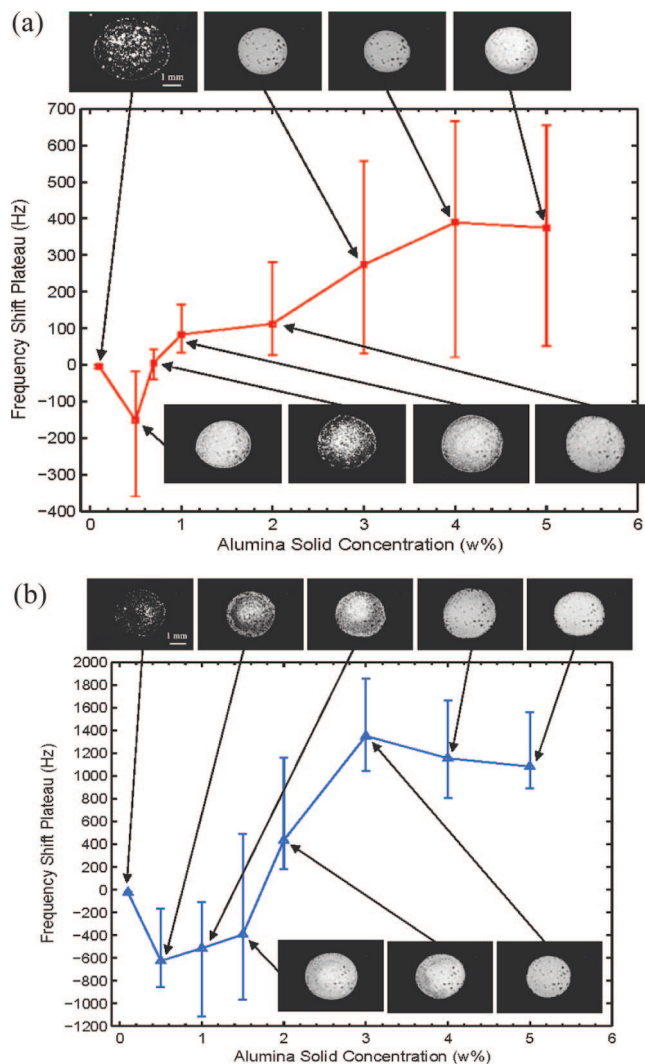 (a)
1 mm
700
600
500
400
300
200
100
0
−100
−200
−300
−400
Frequency Shift Plateau (Hz)
0 1 2 3 4 5 6
Alumina Solid Concentration (w%)
(b)
1 mm
2000
1800
1600
1400
1200
1000
800
600
400
200
0
−200
−400
−600
−800
−1000
−1200
Frequency Shift Plateau (Hz)
0 1 2 3 4 5 6
Alumina Solid Concentration (w%)